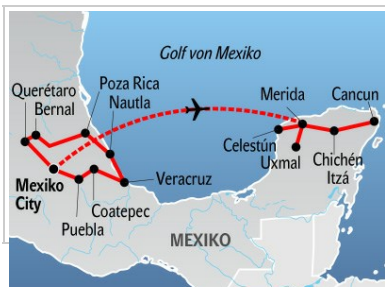 Golf von Mexiko
Querétaro
Bernal
Poza Rica
Nautla
Merida
Cancun
Celestún
Uxmal
Chichén
Itzá
Mexiko
City
Veracruz
Coatepec
Puebla
MEXIKO